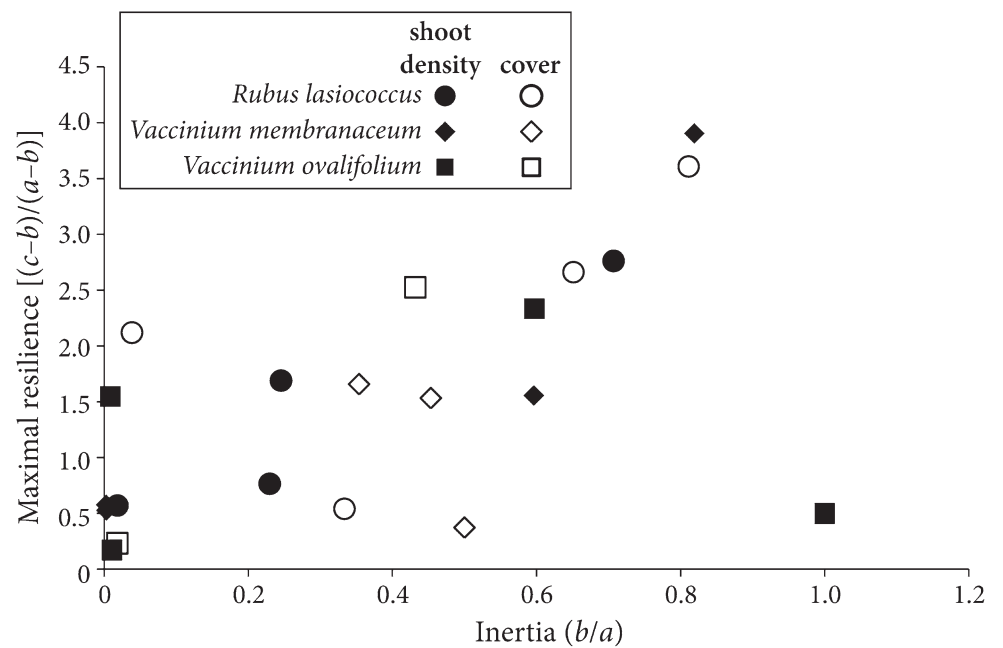 shoot
density cover
Rubus lasiococcus
Vaccinium membranaceum
Vaccinium ovalifolium
Maximal resilience [(c–b)/(a–b)]
4.5
4.0
3.5
3.0
2.5
2.0
1.5
1.0
0.5
0
0 0.2 0.4 0.6 0.8 1.0 1.2
Inertia (b/a)